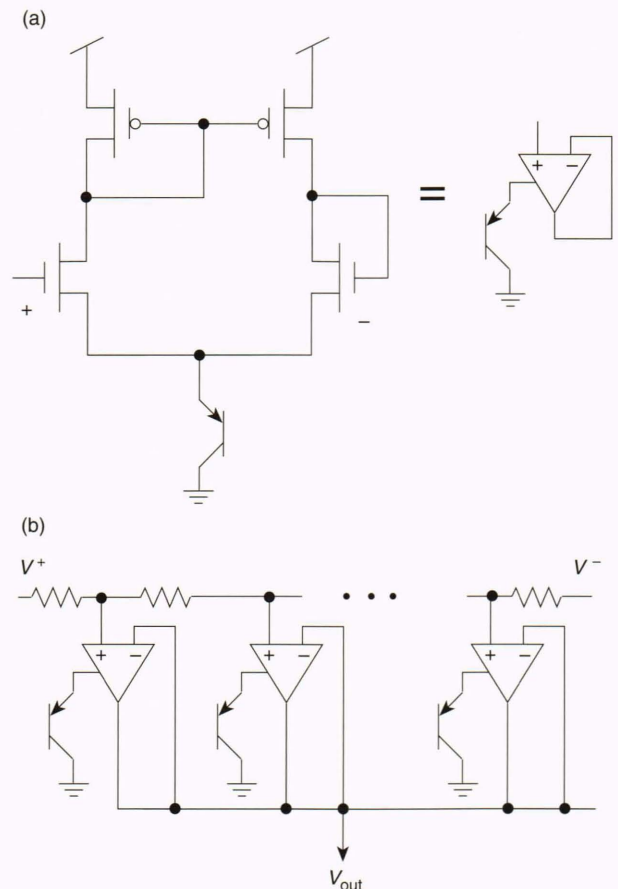 (a)
=
+ −
+ −
(b)
V⁺ V⁻
• • •
+ − + − + −
Vout